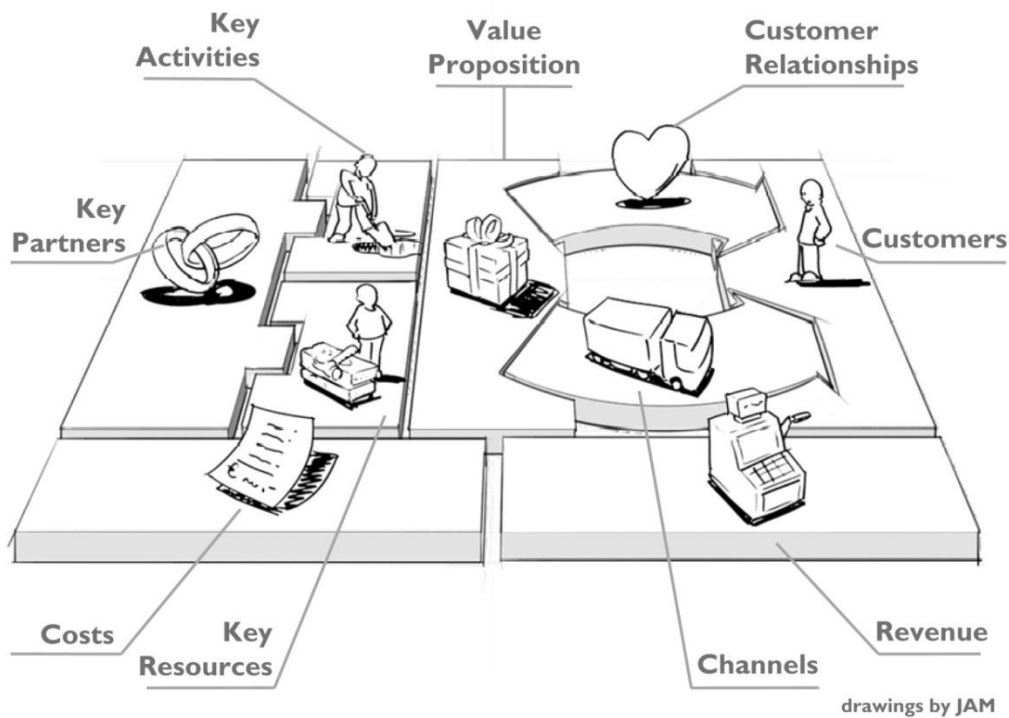 Key
Activities
Value
Proposition
Customer
Relationships
Key
Partners
Customers
€
Costs
Key
Resources
Channels
Revenue
drawings by JAM